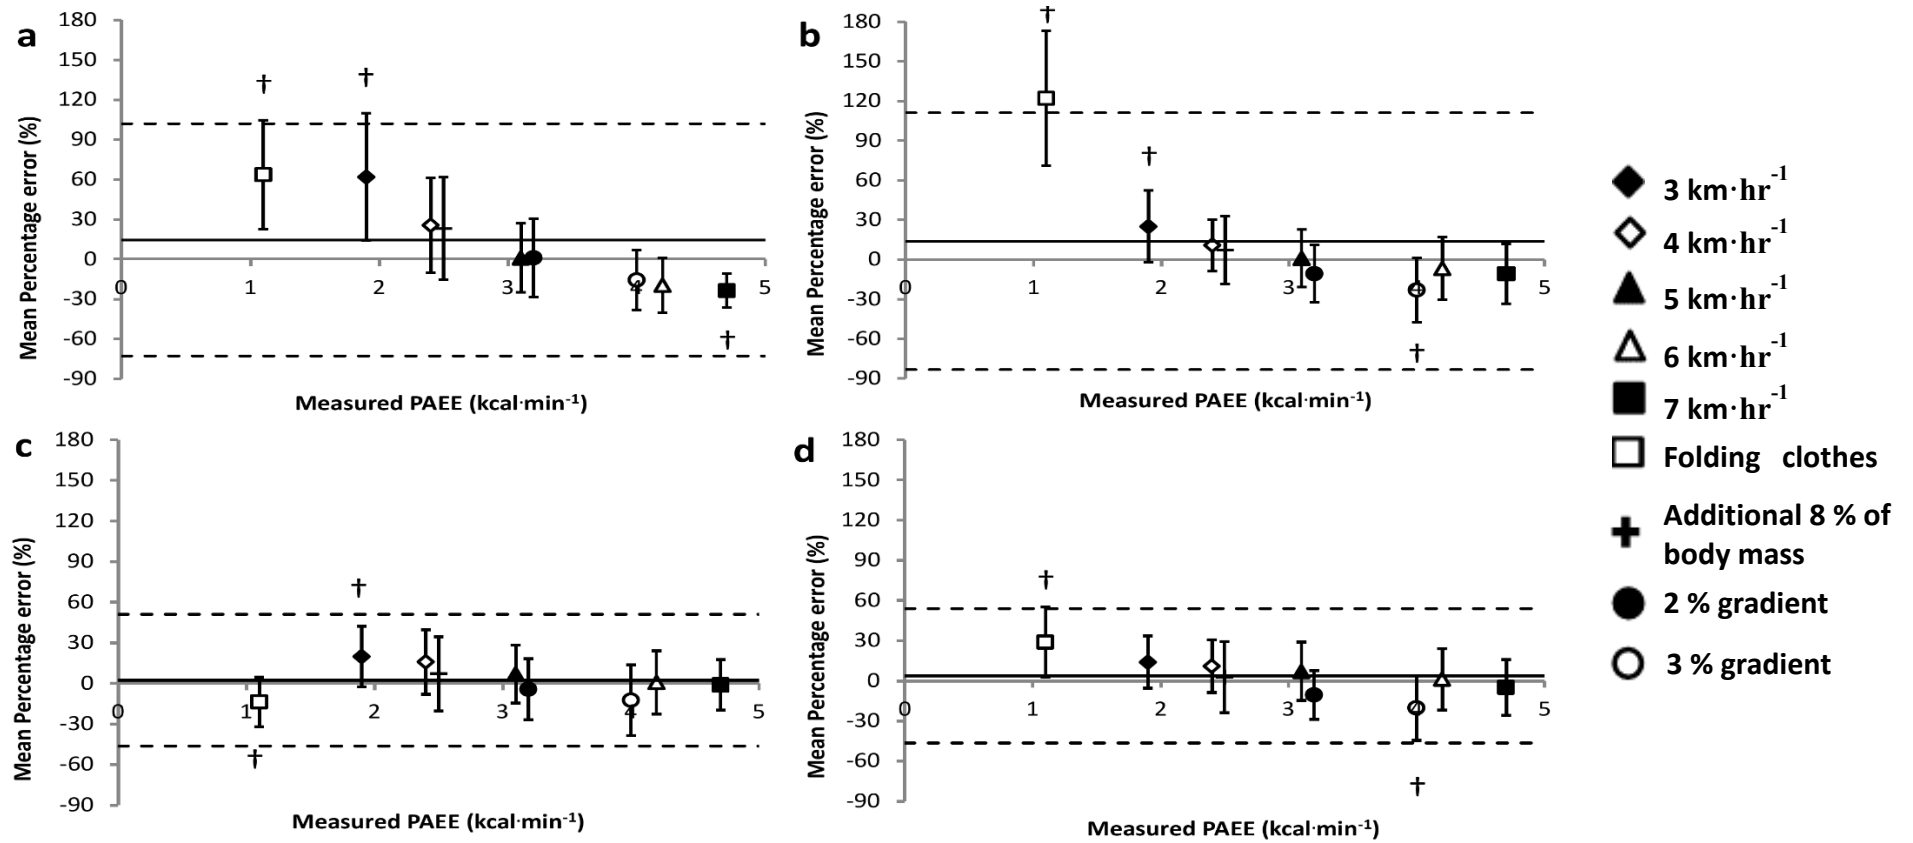 a
180
150
120
90
60
30
0
-30
-60
-90
0 1 2 3 4 5
† † †
Mean Percentage error (%)
Measured PAEE (kcal·min-1)
b
180
150
120
90
60
30
0
-30
-60
-90
0 1 2 3 4 5
† † †
Mean Percentage error (%)
Measured PAEE (kcal·min-1)
c
180
150
120
90
60
30
0
-30
-60
-90
0 1 2 3 4 5
† †
Mean Percentage error (%)
Measured PAEE (kcal·min-1)
d
180
150
120
90
60
30
0
-30
-60
-90
0 1 2 3 4 5
† †
Mean Percentage error (%)
Measured PAEE (kcal·min-1)
3 km·hr-1
4 km·hr-1
5 km·hr-1
6 km·hr-1
7 km·hr-1
Folding clothes
Additional 8 % of
body mass
2 % gradient
3 % gradient